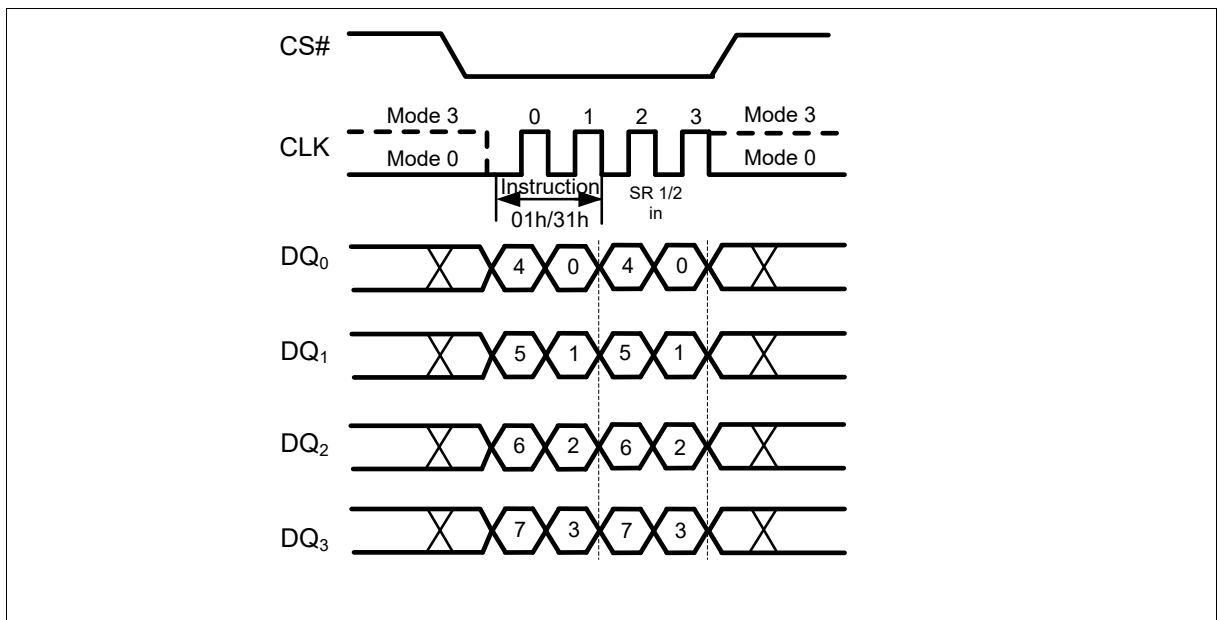 CS#
Mode 3 0 1 2 3 Mode 3
CLK
Mode 0 Mode 0
Instruction SR 1/2
01h/31h in
DQ0 4 0 4 0
DQ1 5 1 5 1
DQ2 6 2 6 2
DQ3 7 3 7 3